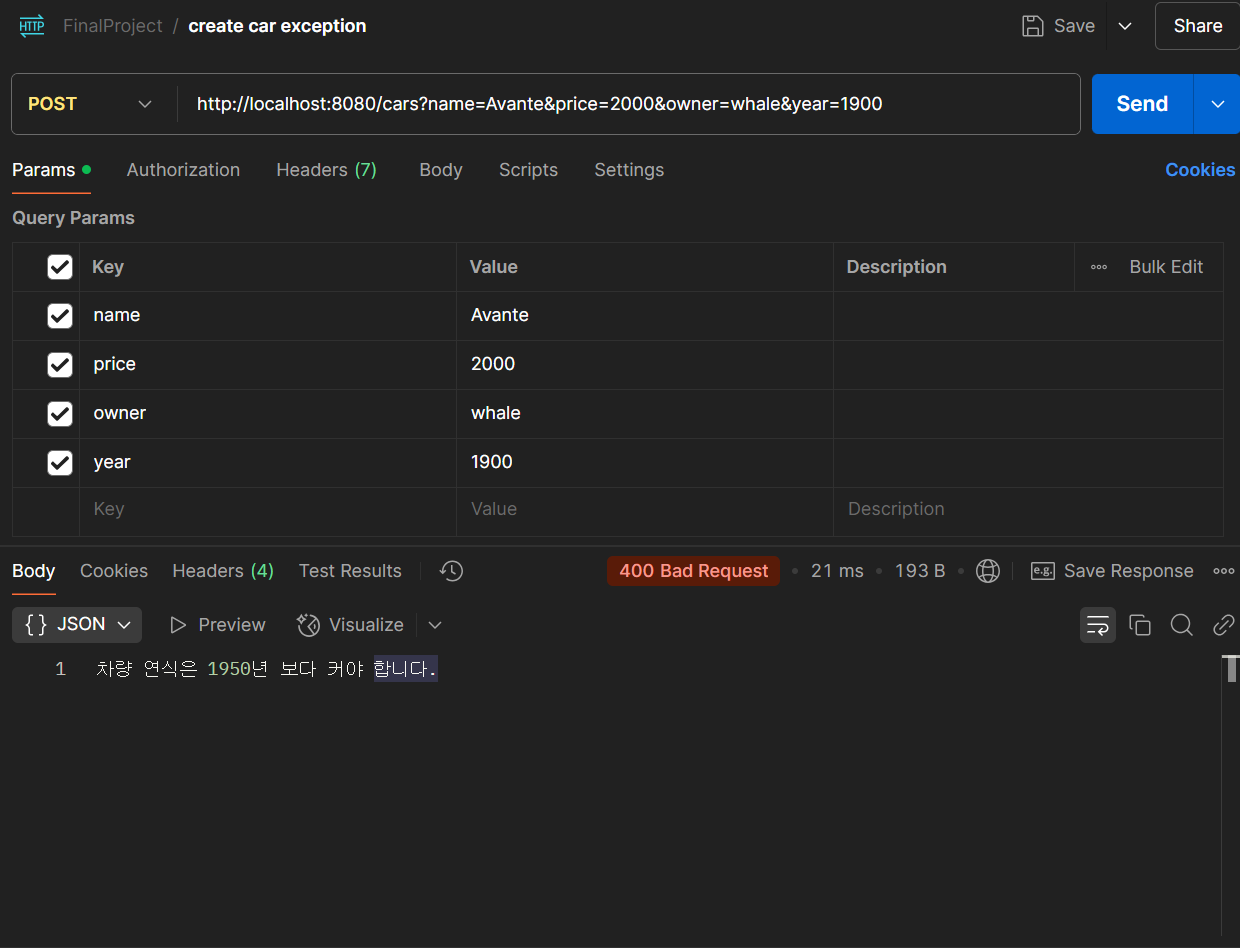 HTTP FinalProject / create car exception Save Share
POST http://localhost:8080/cars?name=Avante&price=2000&owner=whale&year=1900 Send
Params Authorization Headers (7) Body Scripts Settings Cookies
Query Params
Key Value Description Bulk Edit
name Avante
price 2000
owner whale
year 1900
Key Value Description
Body Cookies Headers (4) Test Results 400 Bad Request • 21 ms • 193 B • e.g. Save Response
{} JSON Preview Visualize
1 차량 연식은 1950년 보다 커야 합니다.